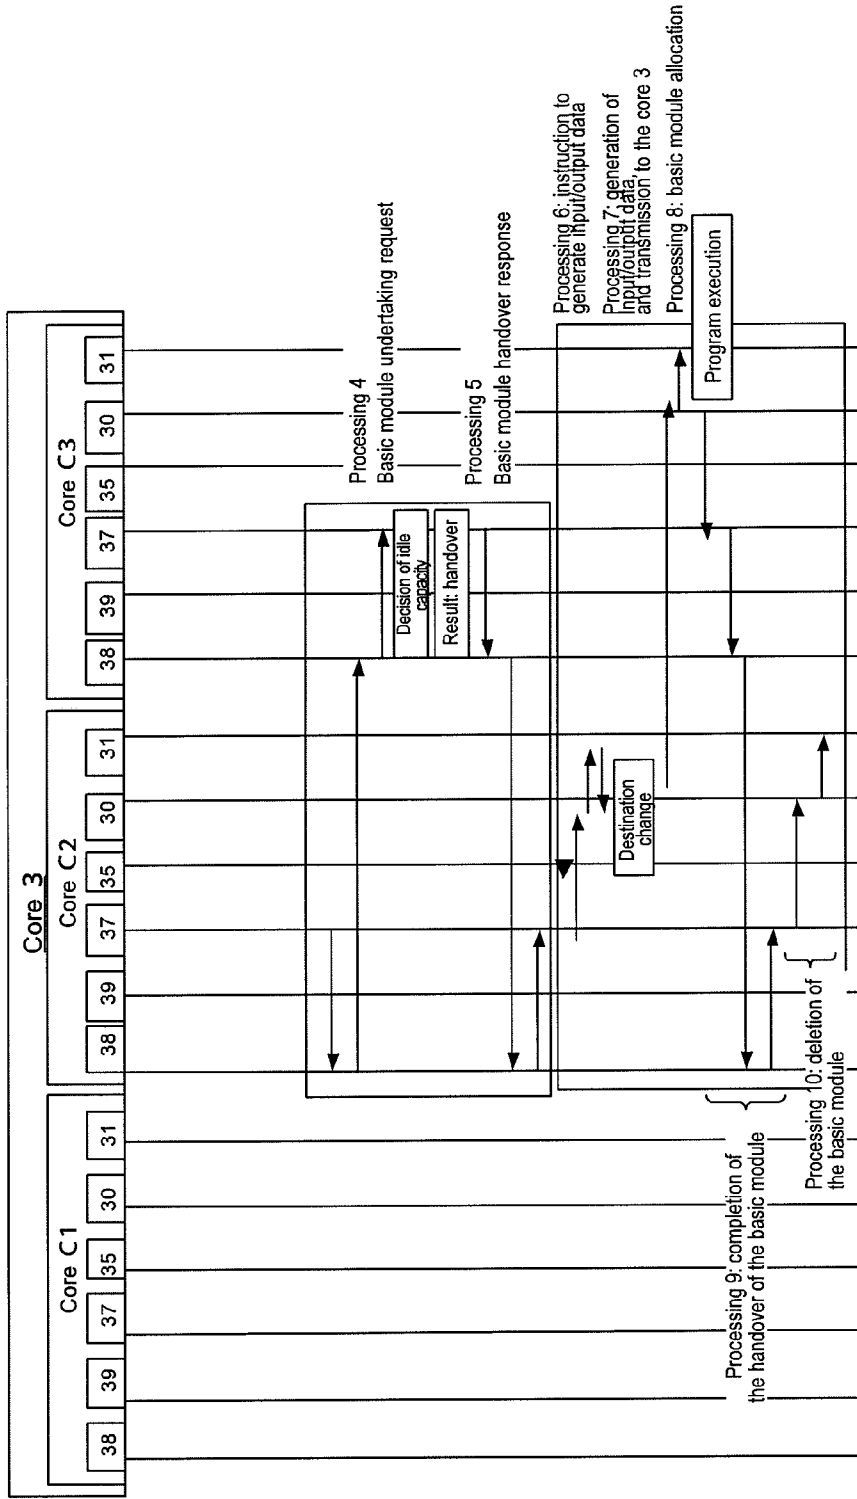 Core 3
Core C1
Core C2
Core C3
38
39
37
35
30
31
38
39
37
35
30
31
38
39
37
35
30
31
Processing 4
Basic module undertaking request
Decision of idle
capacity
Result: handover
Processing 5
Basic module handover response
Processing 6: instruction to
generate input/output data
Processing 7: generation of
Input/output data,
and transmission to the core 3
Destination
change
Processing 8: basic module allocation
Program execution
Processing 9: completion of
the handover of the basic module
Processing 10: deletion of
the basic module